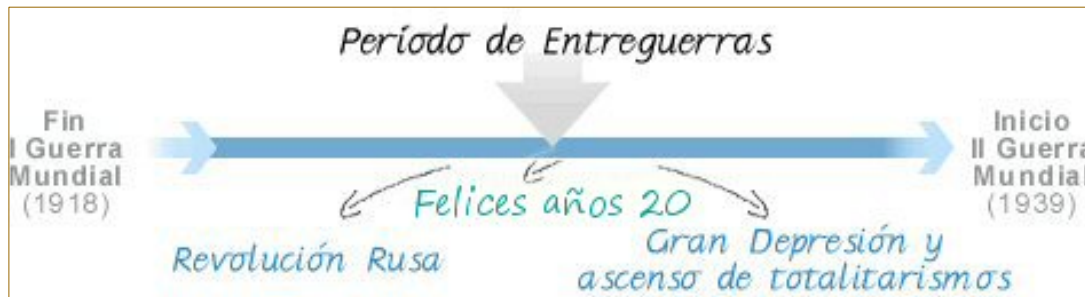 Período de Entreguerras
Fin
I Guerra
Mundial
(1918)
Inicio
II Guerra
Mundial
(1939)
Felices años 20
Revolución Rusa
Gran Depresión y
ascenso de totalitarismos